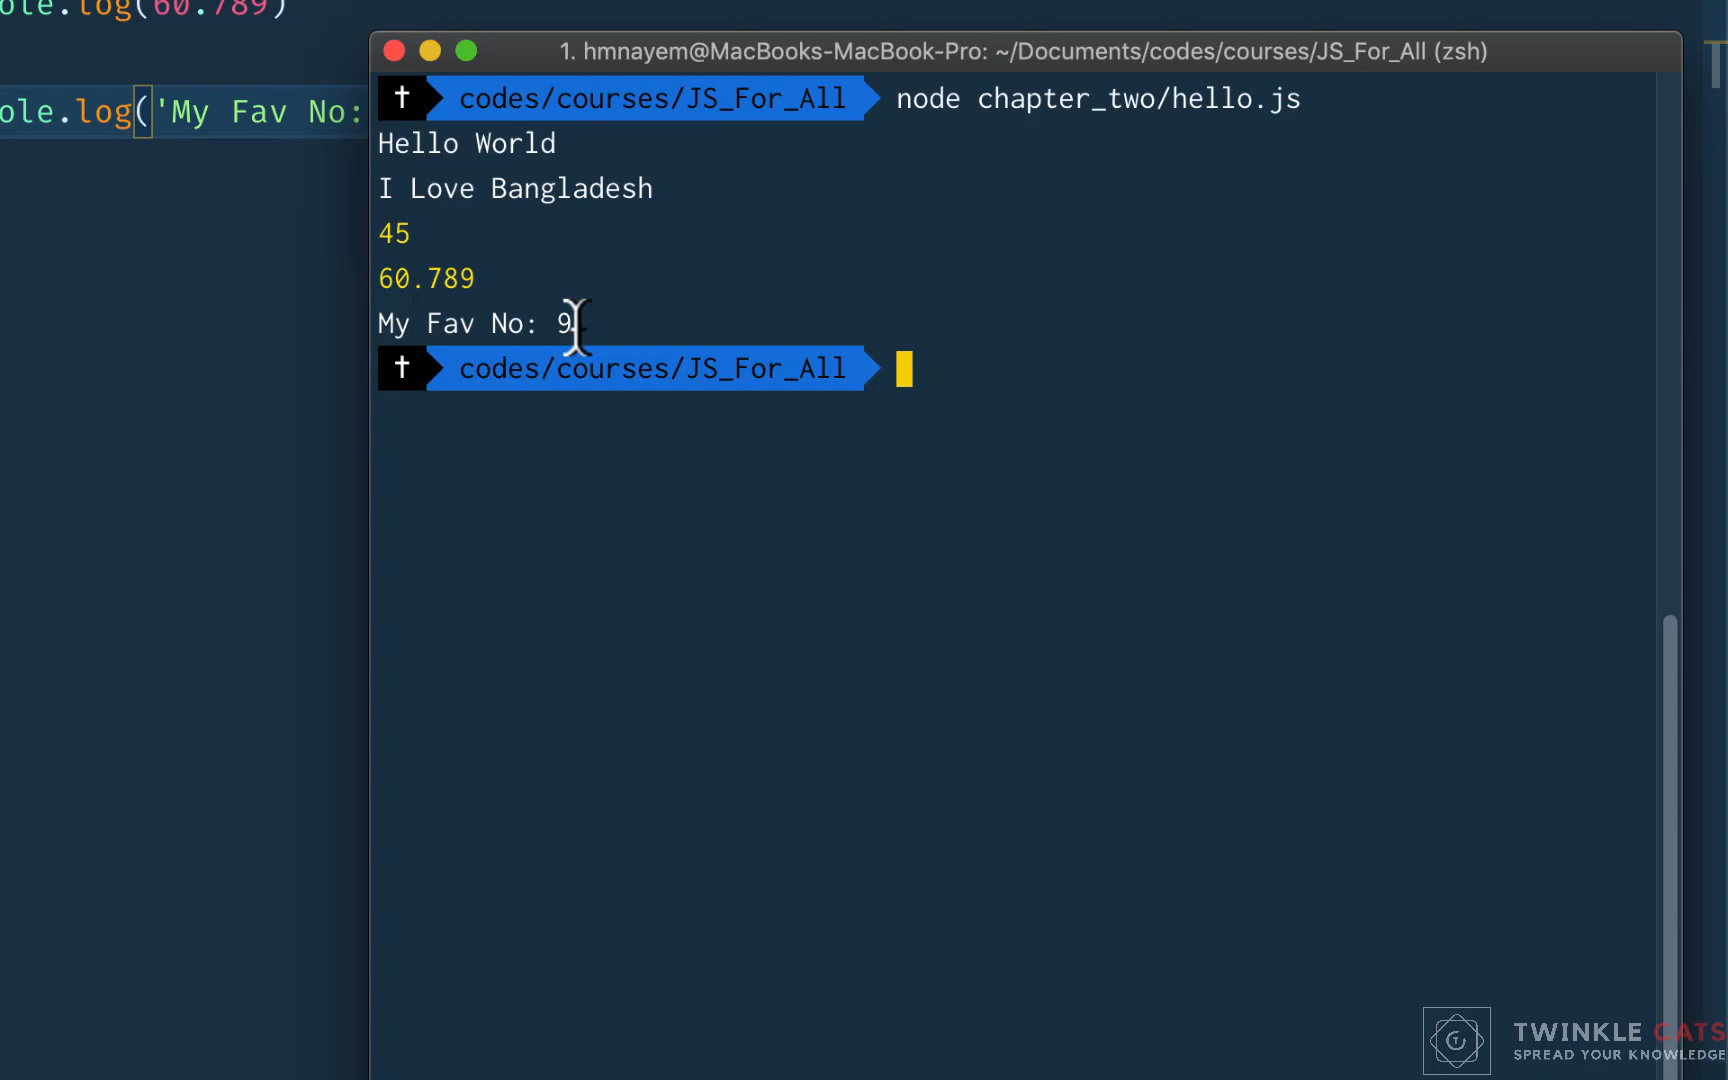 ole.log(60.789)
ole.log('My Fav No:
1. hmnayem@MacBooks-MacBook-Pro: ~/Documents/codes/courses/JS_For_All (zsh)
codes/courses/JS_For_All node chapter_two/hello.js
Hello World
I Love Bangladesh
45
60.789
My Fav No: 9
codes/courses/JS_For_All
TWINKLE CATS
SPREAD YOUR KNOWLEDGE